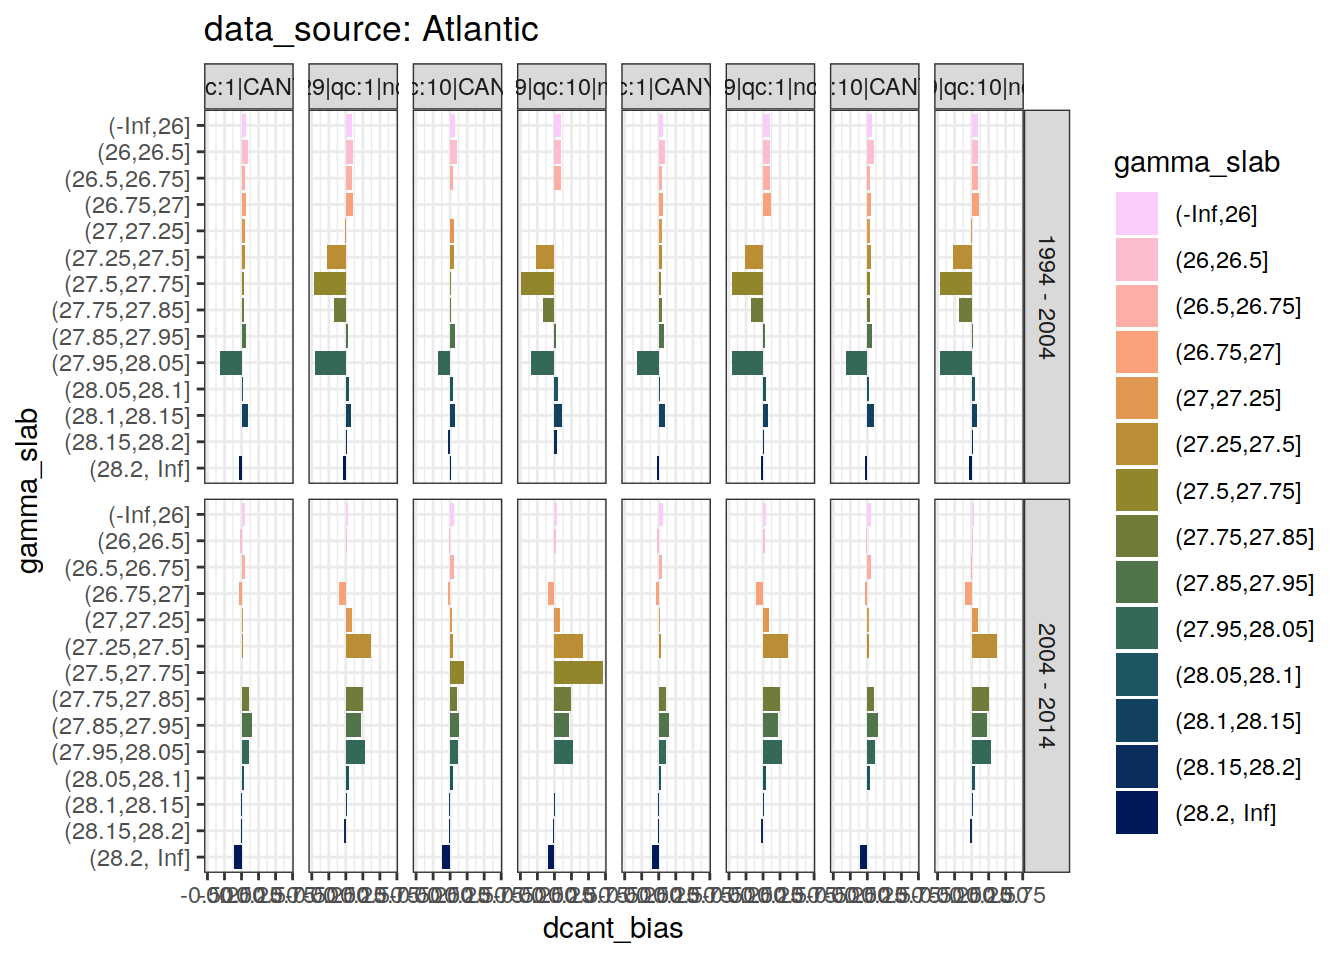 data_source: Atlantic
c:1|CAN
29|qc:1|n
c:10|CAN
9|qc:10|n
c:1|CAN
9|qc:1|n
:10|CAN
|qc:10|n
(-Inf,26]
(26,26.5]
(26.5,26.75]
(26.75,27]
(27,27.25]
(27.25,27.5]
(27.5,27.75]
(27.75,27.85]
(27.85,27.95]
(27.95,28.05]
(28.05,28.1]
(28.1,28.15]
(28.15,28.2]
(28.2, Inf]
1994 - 2004
(-Inf,26]
(26,26.5]
(26.5,26.75]
(26.75,27]
(27,27.25]
(27.25,27.5]
(27.5,27.75]
(27.75,27.85]
(27.85,27.95]
(27.95,28.05]
(28.05,28.1]
(28.1,28.15]
(28.15,28.2]
(28.2, Inf]
2004 - 2014
gamma_slab
dcant_bias
gamma_slab
(-Inf,26]
(26,26.5]
(26.5,26.75]
(26.75,27]
(27,27.25]
(27.25,27.5]
(27.5,27.75]
(27.75,27.85]
(27.85,27.95]
(27.95,28.05]
(28.05,28.1]
(28.1,28.15]
(28.15,28.2]
(28.2, Inf]